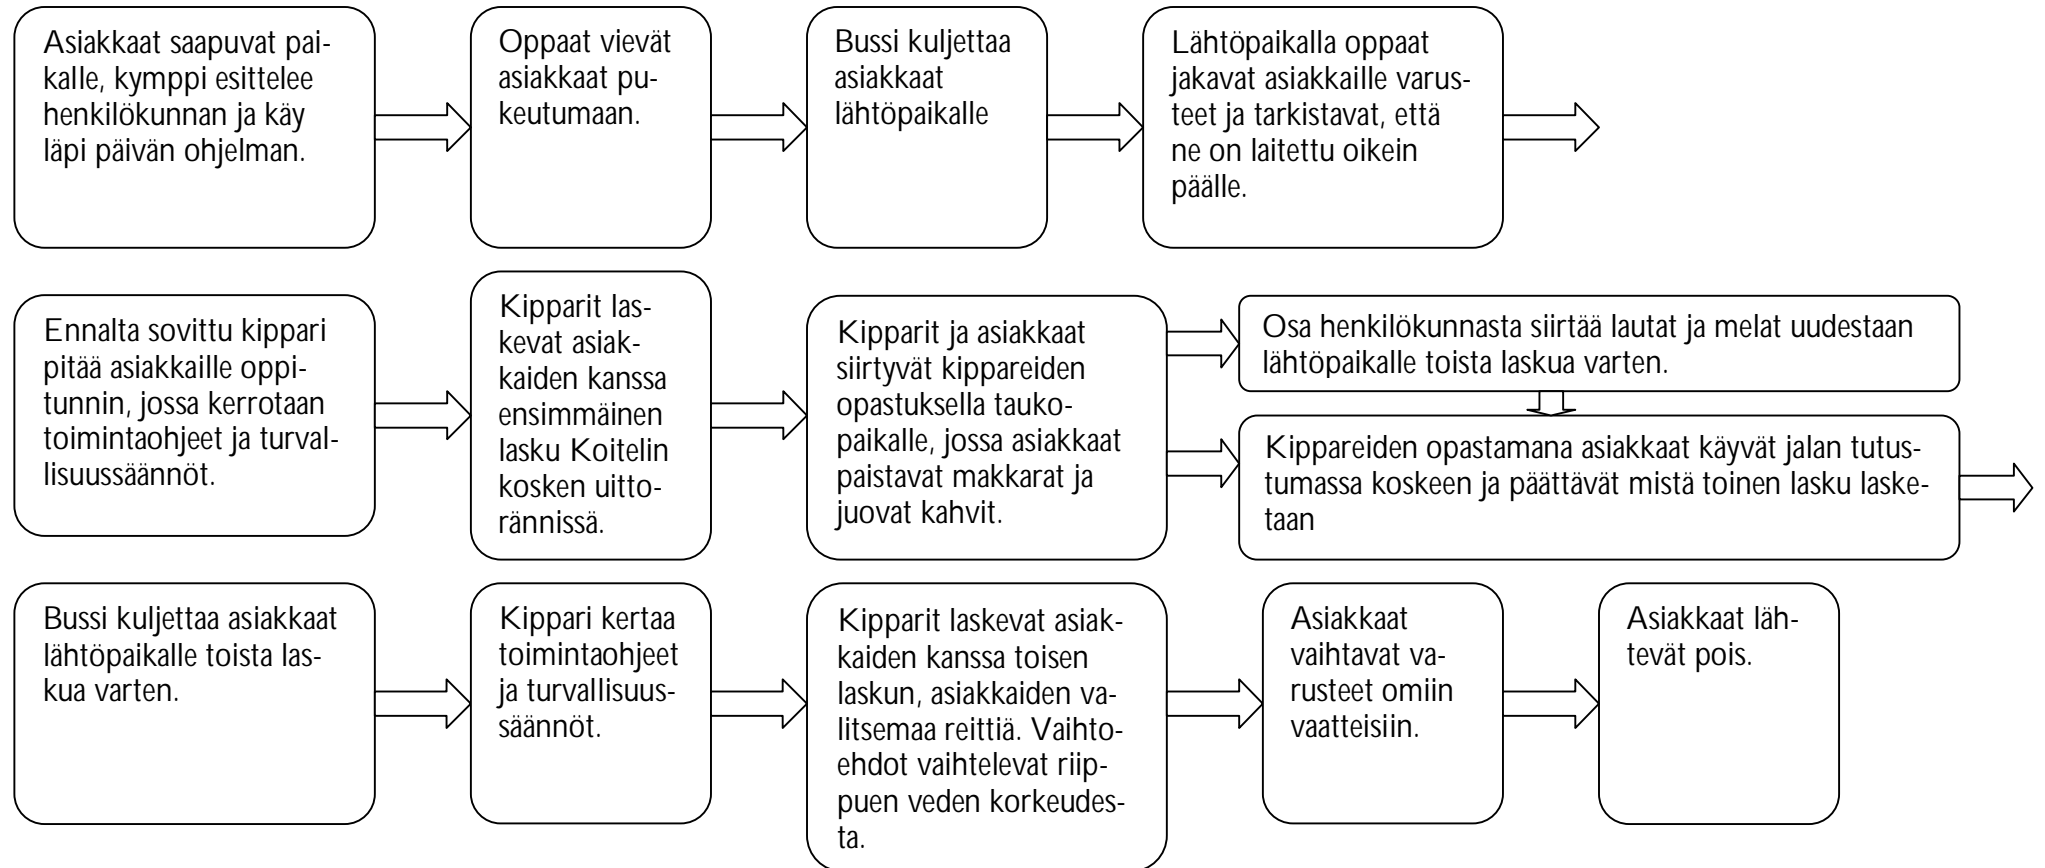 Asiakkaat saapuvat pai-
kalle, kymppi esittelee
henkilökunnan ja käy
läpi päivän ohjelman.
Oppaat vievät
asiakkaat pu-
keutumaan.
Bussi kuljettaa
asiakkaat
lähtöpaikalle
Lähtöpaikalla oppaat
jakavat asiakkaille varus-
teet ja tarkistavat, että
ne on laitettu oikein
päälle.
Ennalta sovittu kippari
pitää asiakkaille oppi-
tunnin, jossa kerrotaan
toimintaohjeet ja turval-
lisuussäännöt.
Kipparit las-
kevat asiak-
kaiden kanssa
ensimmäinen
lasku Koitelin
kosken uitto-
rännissä.
Kipparit ja asiakkaat
siirtyvät kippareiden
opastuksella tauko-
paikalle, jossa asiakkaat
paistavat makkarat ja
juovat kahvit.
Osa henkilökunnasta siirtää lautat ja melat uudestaan
lähtöpaikalle toista laskua varten.
Kippareiden opastamana asiakkaat käyvät jalan tutus-
tumassa koskeen ja päättävät mistä toinen lasku laske-
taan
Bussi kuljettaa asiakkaat
lähtöpaikalle toista las-
kua varten.
Kippari kertaa
toimintaohjeet
ja turvallisuus-
säännöt.
Kipparit laskevat asiak-
kaiden kanssa toisen
laskun, asiakkaiden va-
litsemaa reittiä. Vaihto-
ehdot vaihtelevat riip-
puen veden korkeudes-
ta.
Asiakkaat
vaihtavat va-
rusteet omiin
vaatteisiin.
Asiakkaat läh-
tevät pois.